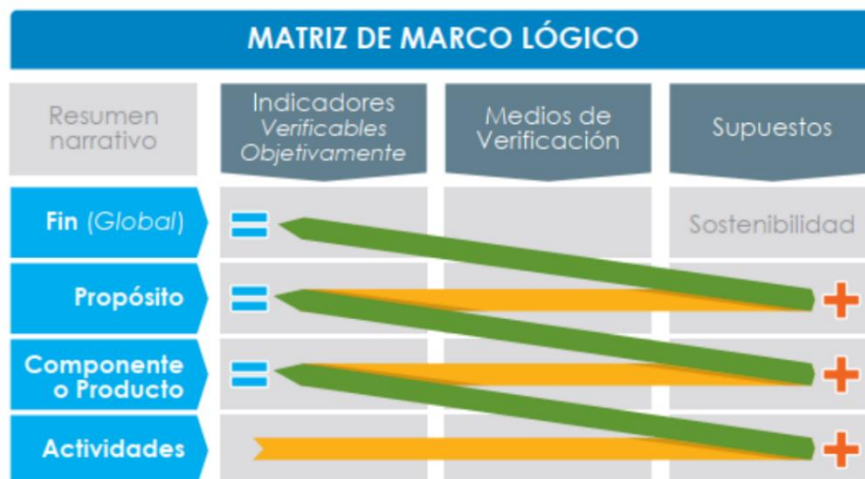 MATRIZ DE MARCO LÓGICO
Resumen
narrativo
Indicadores
Verificables
Objetivamente
Medios de
Verificación
Supuestos
Fin (Global)
Sostenibilidad
Propósito
Componente
o Producto
Actividades